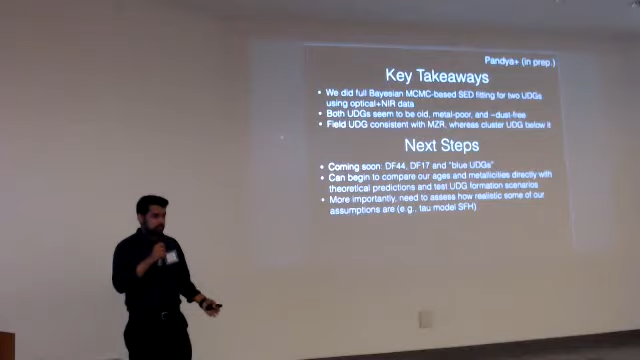 Pandya+ (in prep.)
Key Takeaways
• We did full Bayesian MCMC-based SED fitting for two UDGs
using optical+NIR data
• Both UDGs seem to be old, metal-poor, and ~dust-free
• Field UDG consistent with MZR, whereas cluster UDG below it
Next Steps
• Coming soon: DF44, DF17 and "blue UDGs"
• Can begin to compare our ages and metallicities directly with
theoretical predictions and test UDG formation scenarios
• More importantly, need to assess how realistic some of our
assumptions are (e.g., tau model SFH)